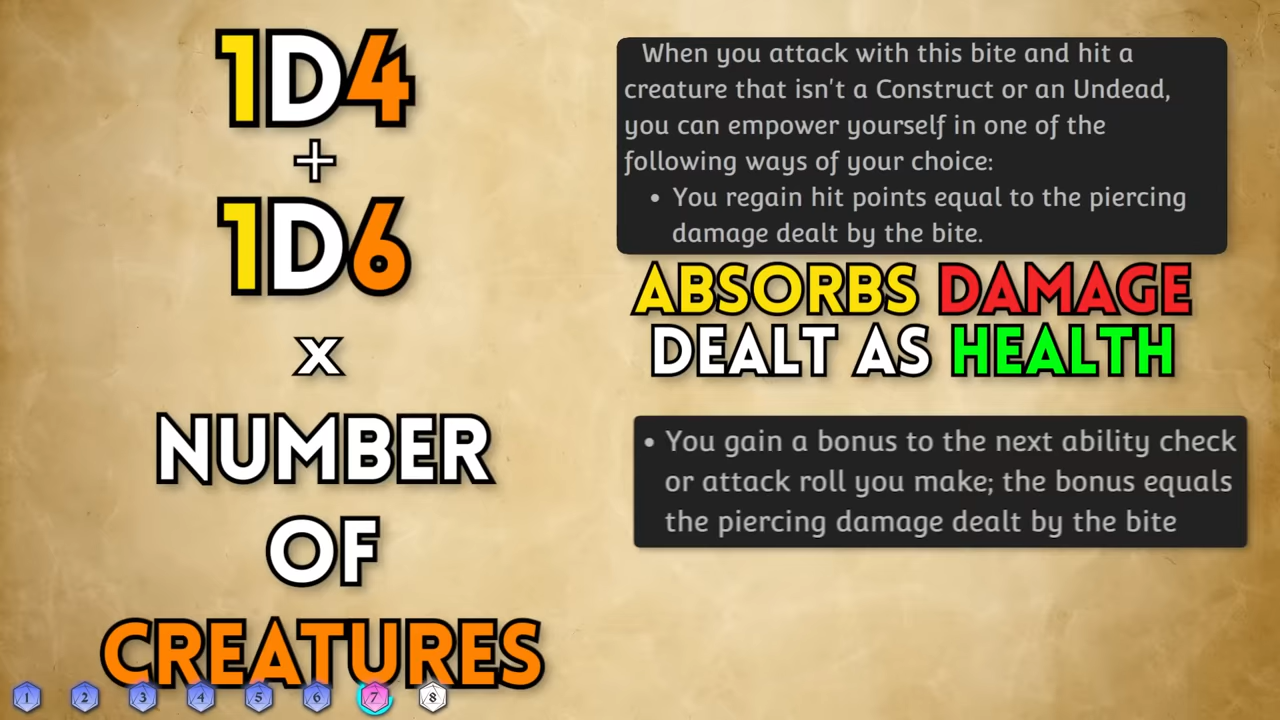 1D4
+
1D6
x
NUMBER
OF
CREATURES
When you attack with this bite and hit a
creature that isn't a Construct or an Undead,
you can empower yourself in one of the
following ways of your choice:
• You regain hit points equal to the piercing
damage dealt by the bite.
ABSORBS DAMAGE
DEALT AS HEALTH
• You gain a bonus to the next ability check
or attack roll you make; the bonus equals
the piercing damage dealt by the bite
1 2 3 4 5 6 7 8